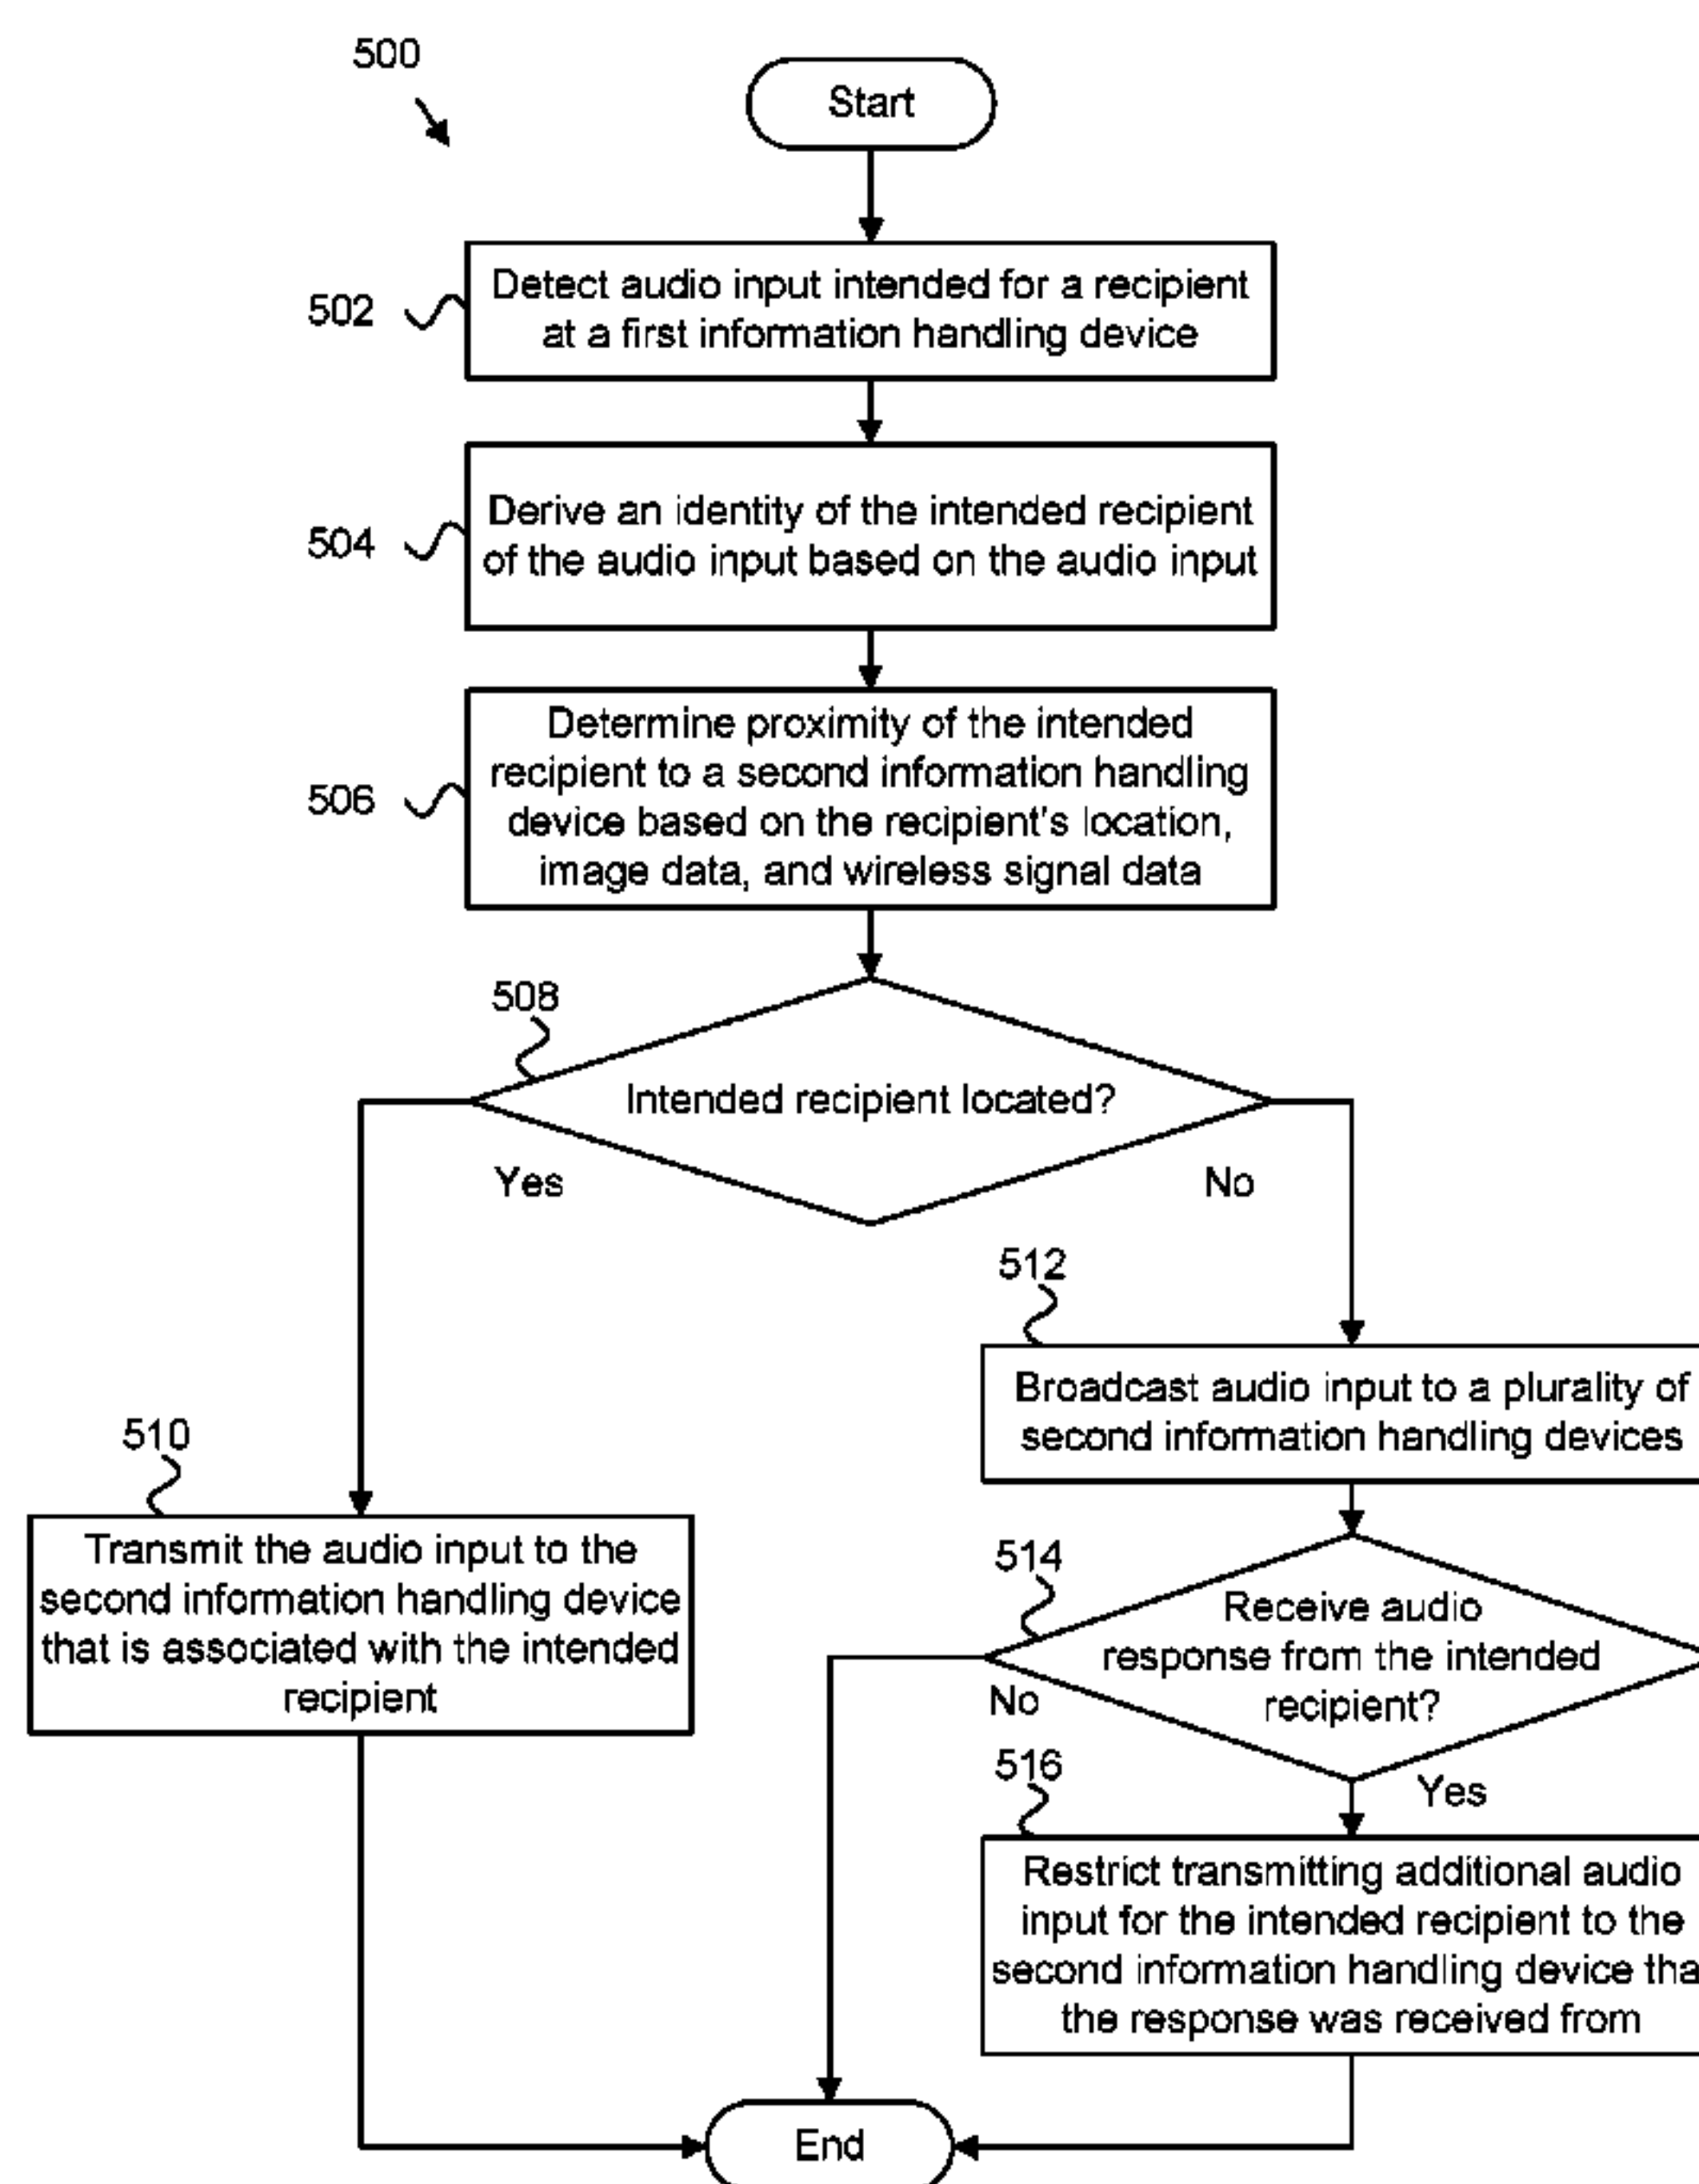 500
Start
502
Detect audio input intended for a recipient
at a first information handling device
504
Derive an identity of the intended recipient
of the audio input based on the audio input
506
Determine proximity of the intended
recipient to a second information handling
device based on the recipient's location,
image data, and wireless signal data
508
Intended recipient located?
Yes
No
512
Broadcast audio input to a plurality of
second information handling devices
510
Transmit the audio input to the
second information handling device
that is associated with the intended
recipient
514
Receive audio
response from the intended
recipient?
No
Yes
516
Restrict transmitting additional audio
input for the intended recipient to the
second information handling device tha
the response was received from
End